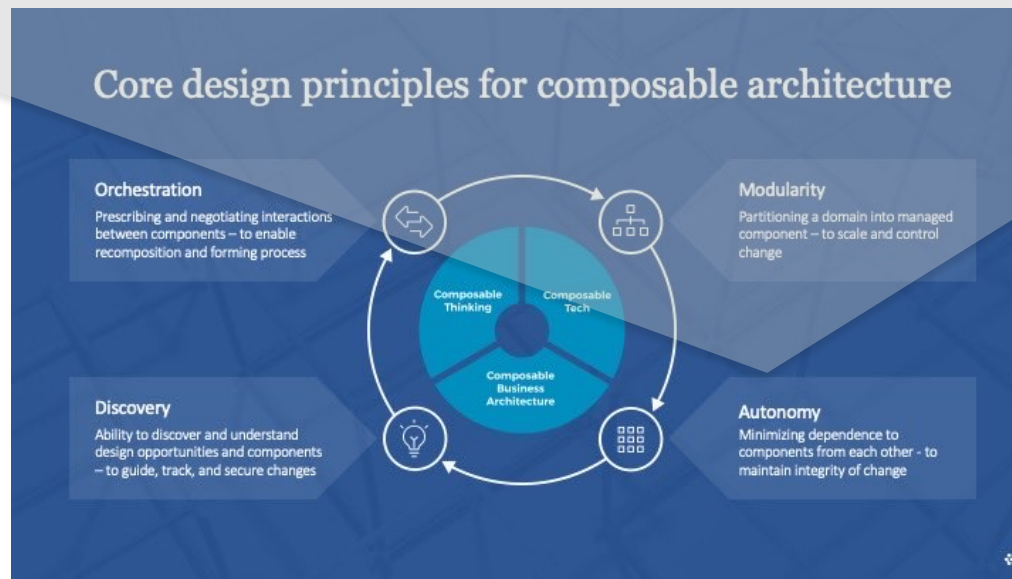 Core design principles for composable architecture
Orchestration
Prescribing and negotiating interactions
between components – to enable
recomposition and forming process
Modularity
Partitioning a domain into managed
component – to scale and control
change
Composable
Thinking
Composable
Tech
Composable
Business
Architecture
Discovery
Ability to discover and understand
design opportunities and components
– to guide, track, and secure changes
Autonomy
Minimizing dependence to
components from each other - to
maintain integrity of change